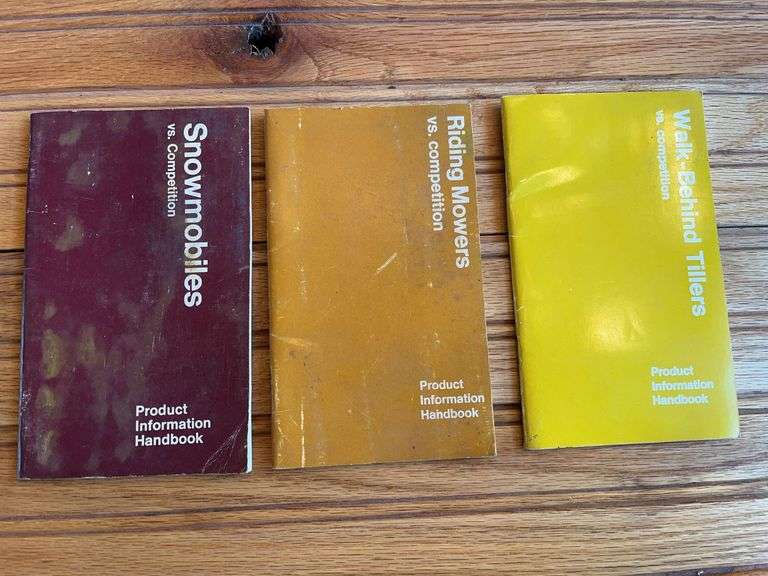 Snowmobiles
vs. Competition
Product
Information
Handbook
Riding Mowers
vs. competition
Product
Information
Handbook
Walk-Behind Tillers
vs. competition
Product
Information
Handbook